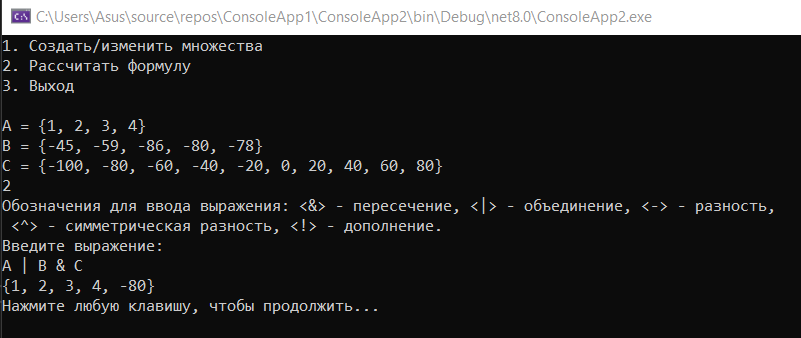 C:\Users\Asus\source\repos\ConsoleApp1\ConsoleApp2\bin\Debug\net8.0\ConsoleApp2.exe
1. Создать/изменить множества
2. Рассчитать формулу
3. Выход
A = {1, 2, 3, 4}
B = {-45, -59, -86, -80, -78}
C = {-100, -80, -60, -40, -20, 0, 20, 40, 60, 80}
2
Обозначения для ввода выражения: <&> - пересечение, <|> - объединение, <-> - разность,
<^> - симметрическая разность, <!> - дополнение.
Введите выражение:
A | B & C
{1, 2, 3, 4, -80}
Нажмите любую клавишу, чтобы продолжить...